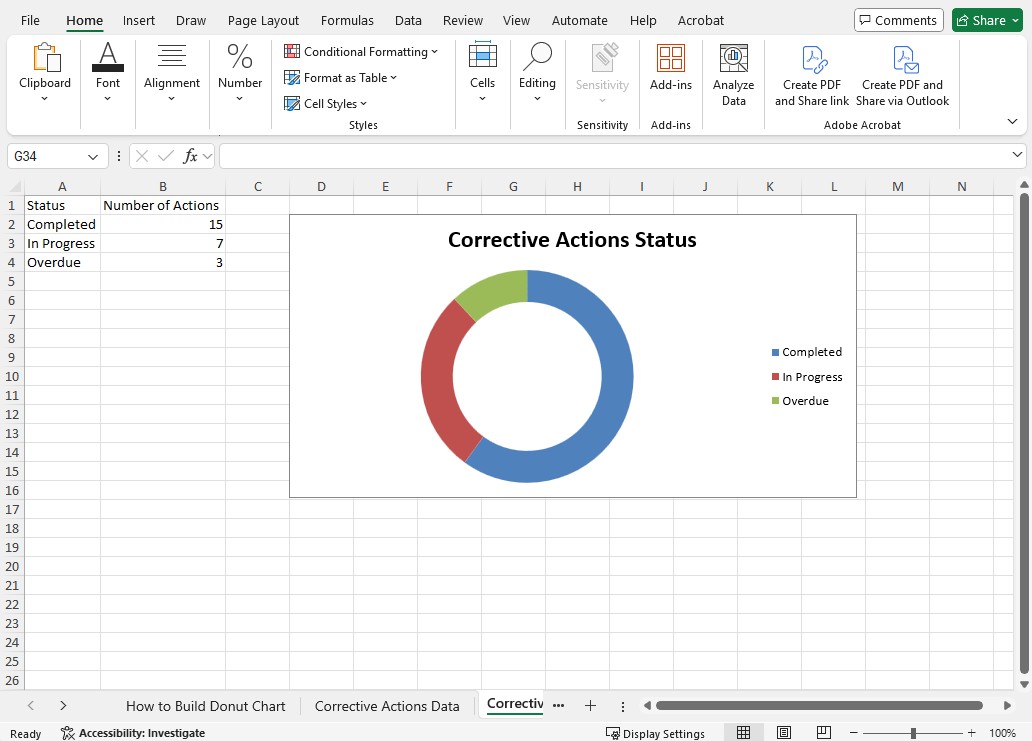 File Home Insert Draw Page Layout Formulas Data Review View Automate Help Acrobat Comments Share
Clipboard Font Alignment Number Conditional Formatting Format as Table Cell Styles Styles Cells Editing Sensitivity Sensitivity Add-ins Add-ins Analyze Data Create PDF and Share link Create PDF and Share via Outlook Adobe Acrobat
G34 fx
A B C D E F G H I J K L M N
1 Status Number of Actions
2 Completed 15
3 In Progress 7
4 Overdue 3
5
6
7
8
9
10
11
12
13
14
15
16
17
18
19
20
21
22
23
24
25
26
Corrective Actions Status
Completed
In Progress
Overdue
How to Build Donut Chart Corrective Actions Data Correctiv
Ready Accessibility: Investigate Display Settings 100%